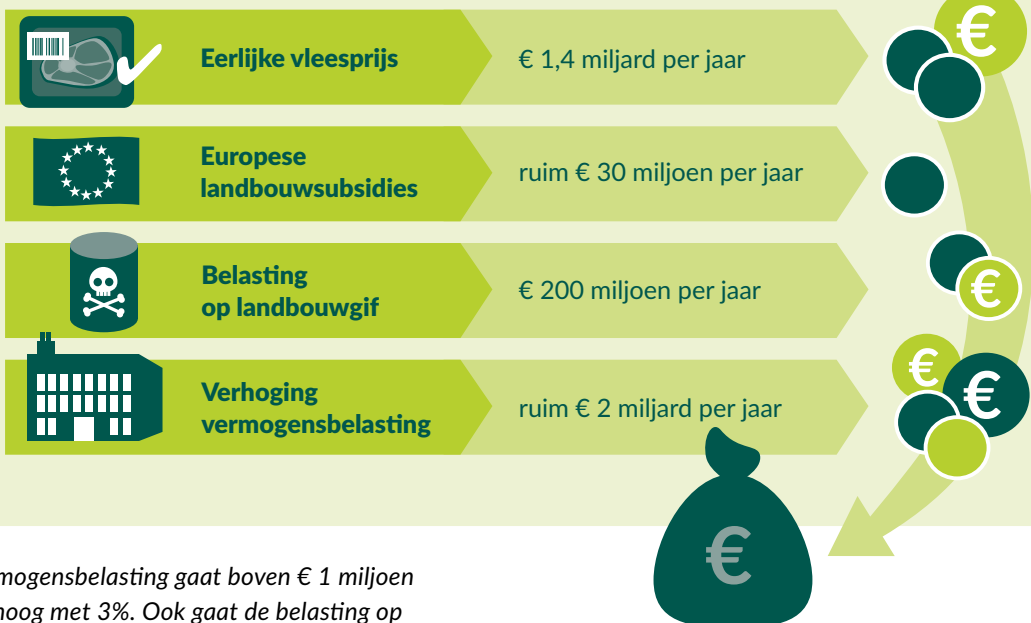 Eerlijke vleesprijs
€ 1,4 miljard per jaar
€
Europese
landbouwsubsidies
ruim € 30 miljoen per jaar
Belasting
op landbouwgif
€ 200 miljoen per jaar
€
Verhoging
vermogensbelasting
ruim € 2 miljard per jaar
€
€
€
mogensbelasting gaat boven € 1 miljoen
hoog met 3%. Ook gaat de belasting op